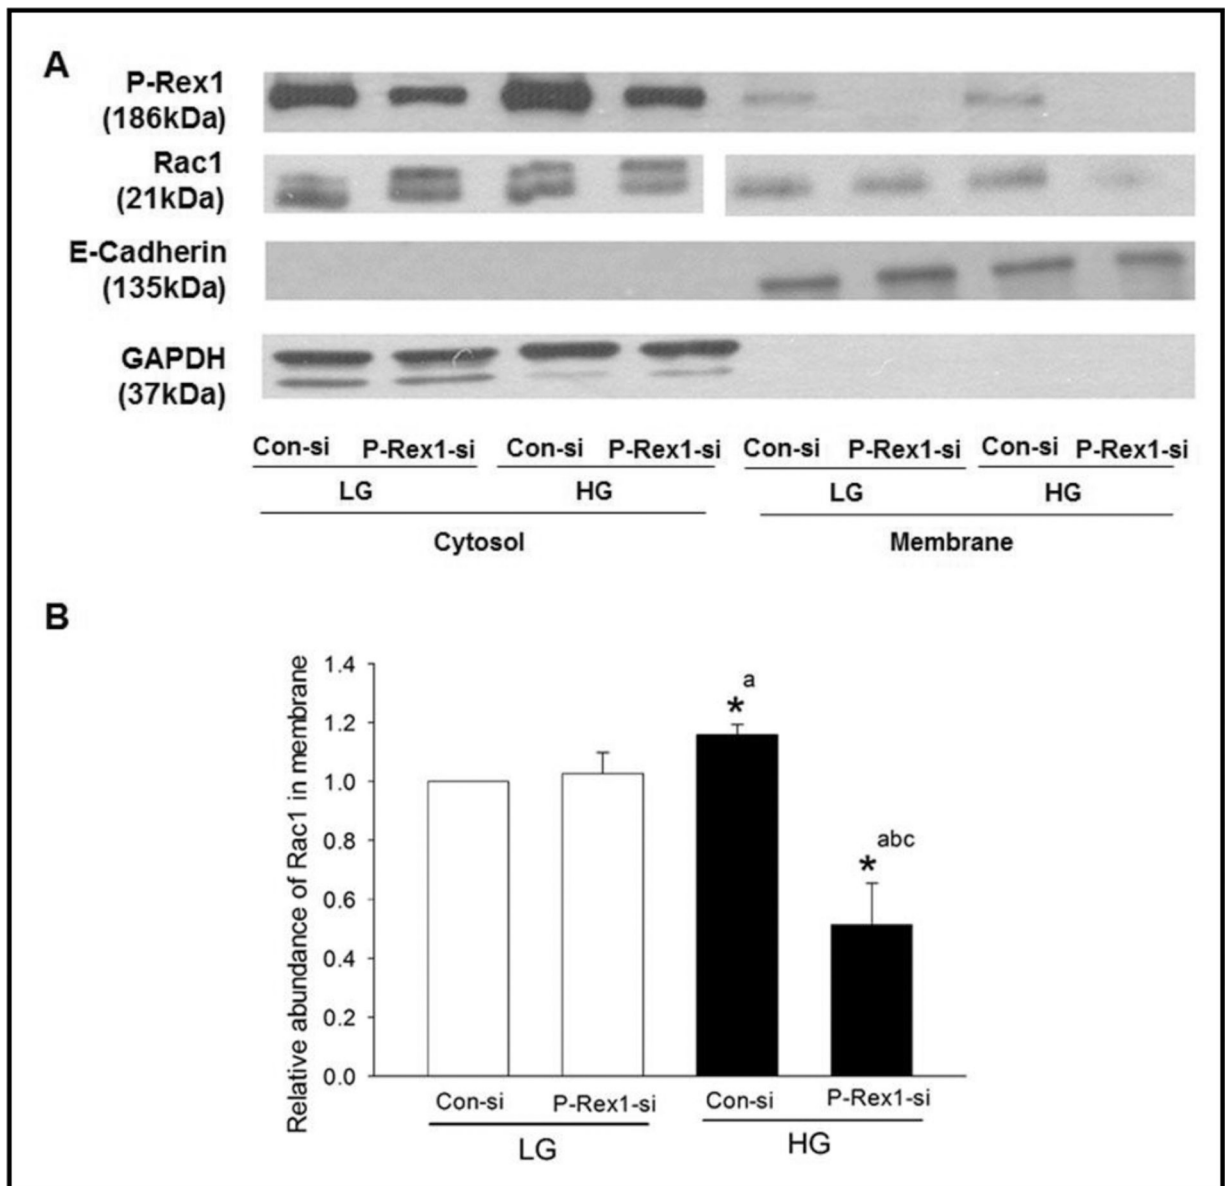 A
P-Rex1
(186kDa)
Rac1
(21kDa)
E-Cadherin
(135kDa)
GAPDH
(37kDa)
Con-si P-Rex1-si Con-si P-Rex1-si Con-si P-Rex1-si Con-si P-Rex1-si
LG HG LG HG
Cytosol Membrane
B
Relative abundance of Rac1 in membrane
1.4
1.2
1.0
0.8
0.6
0.4
0.2
0.0
* a
* abc
Con-si P-Rex1-si Con-si P-Rex1-si
LG HG